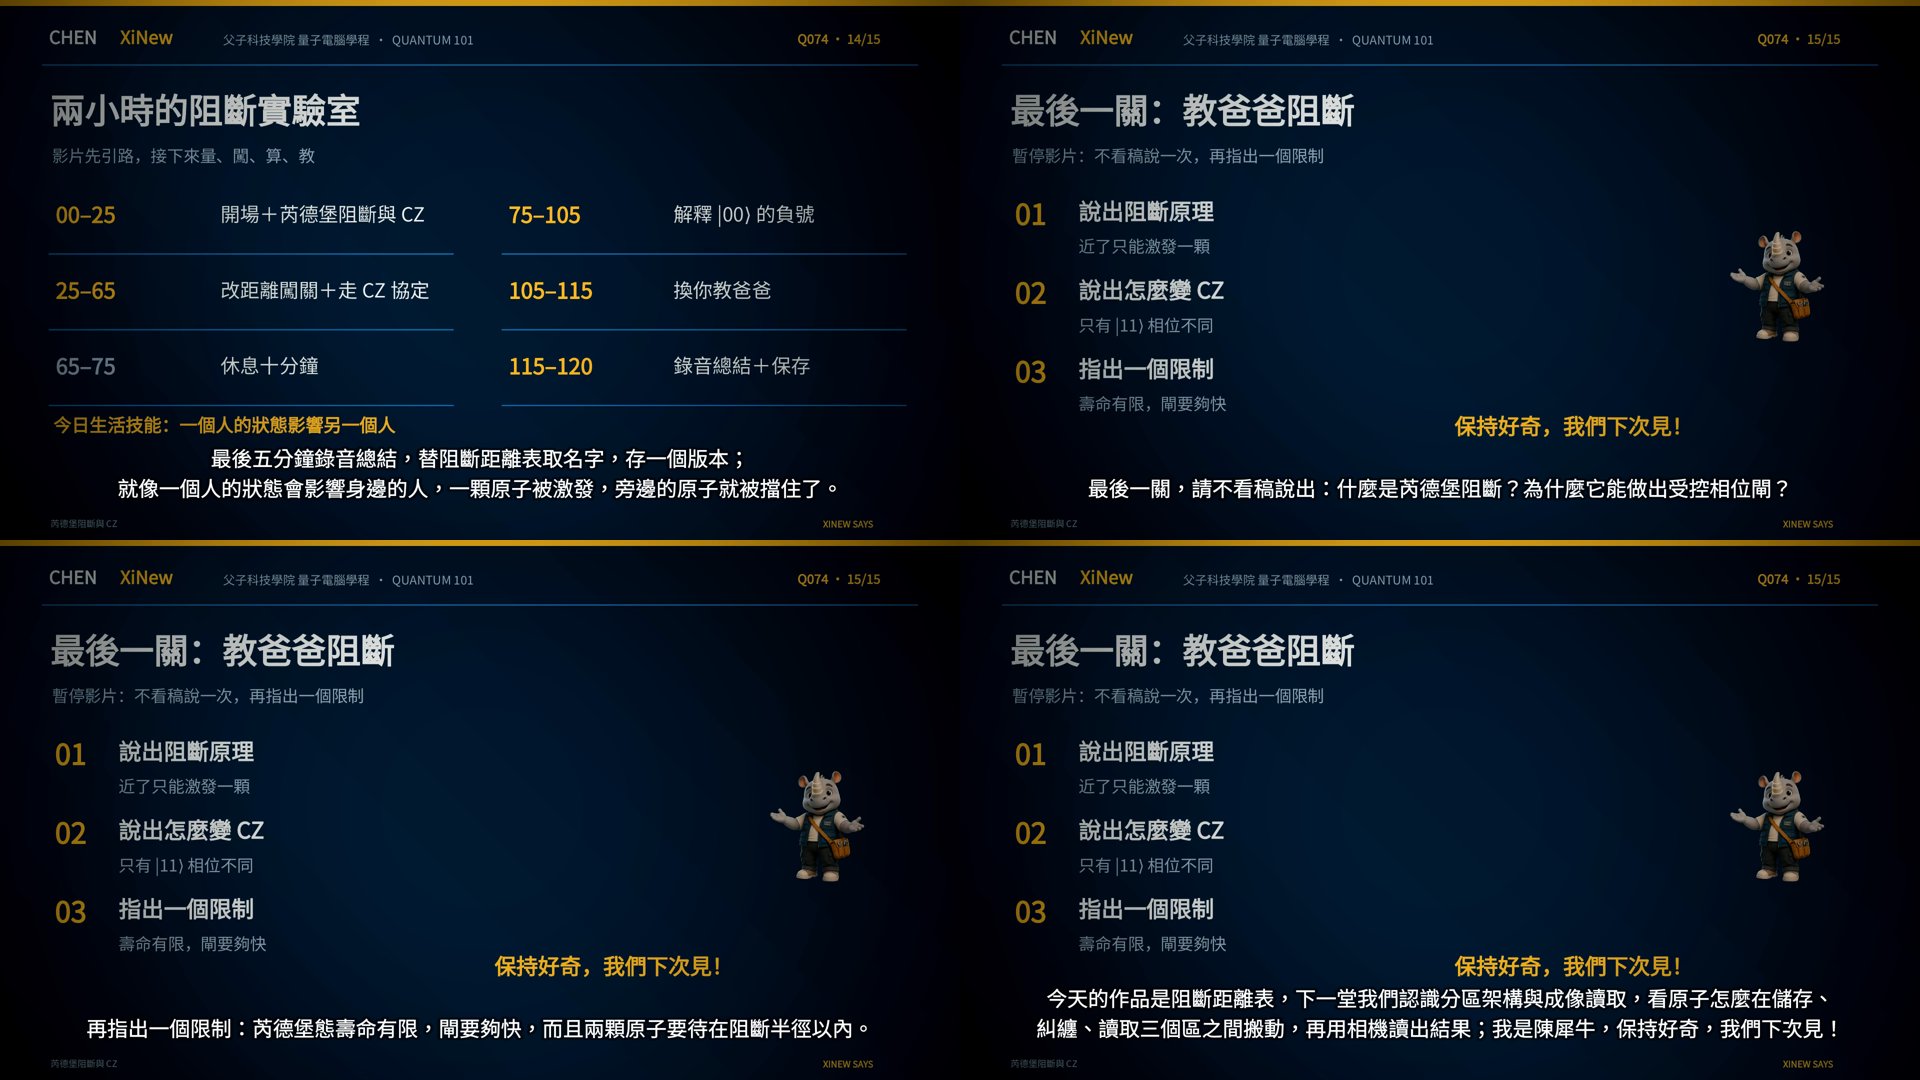 CHEN XiNew 父子科技學院 量子電腦學程 · QUANTUM 101 Q074 · 14/15
兩小時的阻斷實驗室
影片先引路，接下來量、闖、算、教
00–25 開場＋芮德堡阻斷與 CZ
75–105 解釋 |00⟩ 的負號
25–65 改距離闖關＋走 CZ 協定
105–115 換你教爸爸
65–75 休息十分鐘
115–120 錄音總結＋保存
今日生活技能：一個人的狀態影響另一個人
最後五分鐘錄音總結，替阻斷距離表取名字，存一個版本；
就像一個人的狀態會影響身邊的人，一顆原子被激發，旁邊的原子就被擋住了。
芮德堡阻斷與 CZ XINEW SAYS
CHEN XiNew 父子科技學院 量子電腦學程 · QUANTUM 101 Q074 · 15/15
最後一關：教爸爸阻斷
暫停影片：不看稿說一次，再指出一個限制
01 說出阻斷原理
近了只能激發一顆
02 說出怎麼變 CZ
只有 |11⟩ 相位不同
03 指出一個限制
壽命有限，閘要夠快
保持好奇，我們下次見！
最後一關，請不看稿說出：什麼是芮德堡阻斷？為什麼它能做出受控相位閘？
芮德堡阻斷與 CZ XINEW SAYS
CHEN XiNew 父子科技學院 量子電腦學程 · QUANTUM 101 Q074 · 15/15
最後一關：教爸爸阻斷
暫停影片：不看稿說一次，再指出一個限制
01 說出阻斷原理
近了只能激發一顆
02 說出怎麼變 CZ
只有 |11⟩ 相位不同
03 指出一個限制
壽命有限，閘要夠快
保持好奇，我們下次見！
再指出一個限制：芮德堡態壽命有限，閘要夠快，而且兩顆原子要待在阻斷半徑以內。
芮德堡阻斷與 CZ XINEW SAYS
CHEN XiNew 父子科技學院 量子電腦學程 · QUANTUM 101 Q074 · 15/15
最後一關：教爸爸阻斷
暫停影片：不看稿說一次，再指出一個限制
01 說出阻斷原理
近了只能激發一顆
02 說出怎麼變 CZ
只有 |11⟩ 相位不同
03 指出一個限制
壽命有限，閘要夠快
保持好奇，我們下次見！
今天的作品是阻斷距離表，下一堂我們認識分區架構與成像讀取，看原子怎麼在儲存、
糾纏、讀取三個區之間搬動，再用相機讀出結果；我是陳犀牛，保持好奇，我們下次見！
芮德堡阻斷與 CZ XINEW SAYS